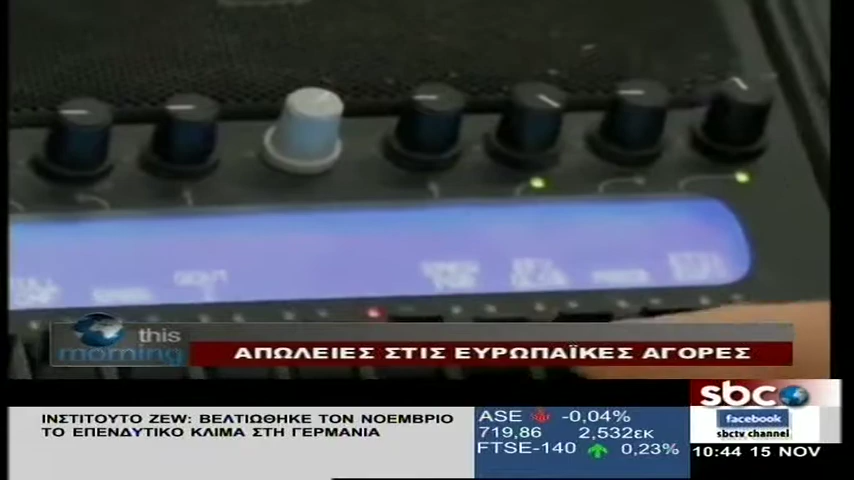 this
morning
ΑΠΩΛΕΙΕΣ ΣΤΙΣ ΕΥΡΩΠΑΪΚΕΣ ΑΓΟΡΕΣ
sbc
ΙΝΣΤΙΤΟΥΤΟ ZEW: ΒΕΛΤΙΩΘΗΚΕ ΤΟΝ ΝΟΕΜΒΡΙΟ
ΤΟ ΕΠΕΝΔΥΤΙΚΟ ΚΛΙΜΑ ΣΤΗ ΓΕΡΜΑΝΙΑ
ASE -0,04%
719,86 2,532εκ
FTSE-140 0,23%
facebook
sbctv channel
10:44 15 NOV